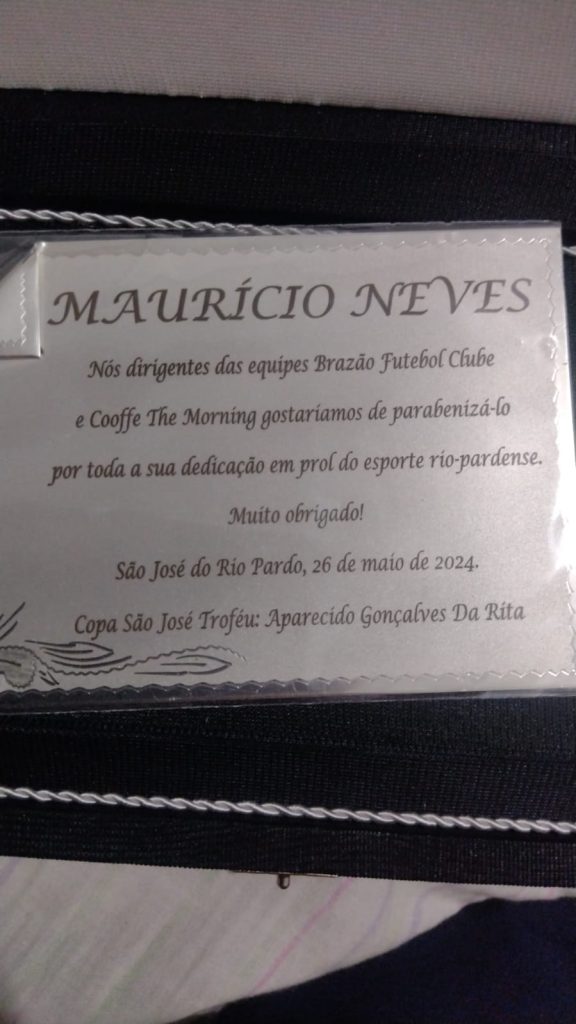 MAURÍCIO NEVES
Nós dirigentes das equipes Brazão Futebol Clube
e Cooffe The Morning gostaríamos de parabenizá-lo
por toda a sua dedicação em prol do esporte rio-pardense.
Muito obrigado!
São José do Rio Pardo, 26 de maio de 2024.
Copa São José Troféu: Aparecido Gonçalves Da Rita